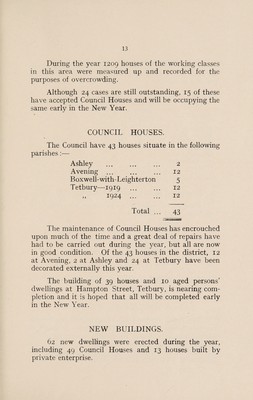 13
During the year 1209 houses of the working classes
in this area were measured up and recorded for the
purposes of overcrowding.
Although 24 cases are still outstanding, 15 of these
have accepted Council Houses and will be occupying the
same early in the New Year.
COUNCIL HOUSES.
The Council have 43 houses situate in the following
parishes:—
Ashley ... ... ... 2
Avening ... ... ... 12
Boxwell-with-Leighterton 5
Tetbury—1919 ... ... 12
,, 1924 ... ... 12
Total ... 43
The maintenance of Council Houses has encrouched
upon much of the time and a great deal of repairs have
had to be carried out during the year, but all are now
in good condition. Of the 43 houses in the district, 12
at Avening, 2 at Ashley and 24 at Tetbury have been
decorated externally this year.
The building of 39 houses and 10 aged persons'
dwellings at Hampton Street, Tetbury, is nearing com-
pletion and it is hoped that all will be completed early
in the New Year.
NEW BUILDINGS.
62 new dwellings were erected during the year,
including 49 Council Houses and 13 houses built by
private enterprise.